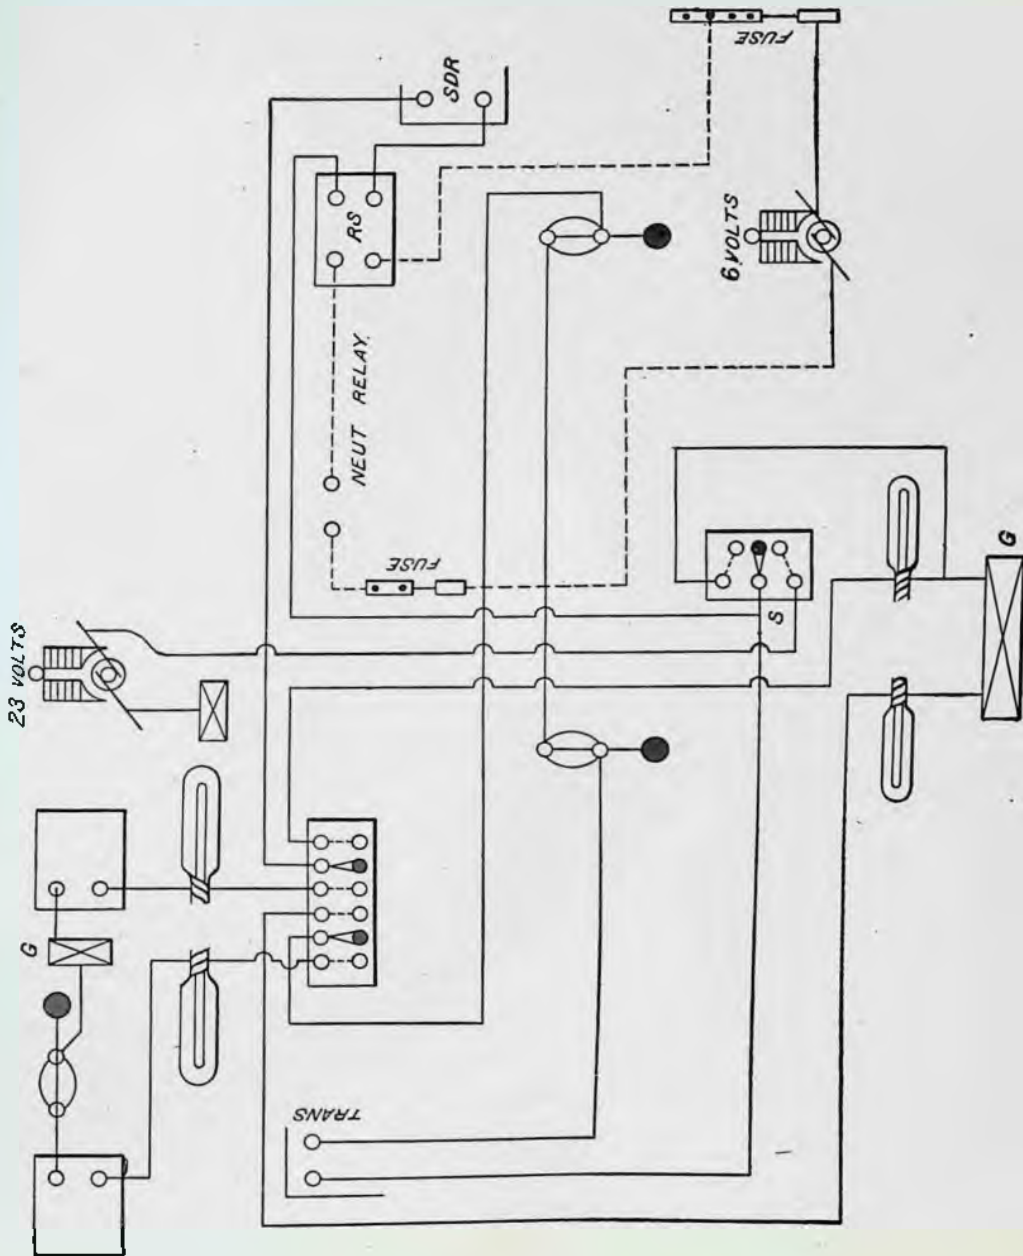 FUSE
SDR
RS
6 VOLTS
NEUT RELAY.
FUSE
23 VOLTS
S
G
G
TRANS